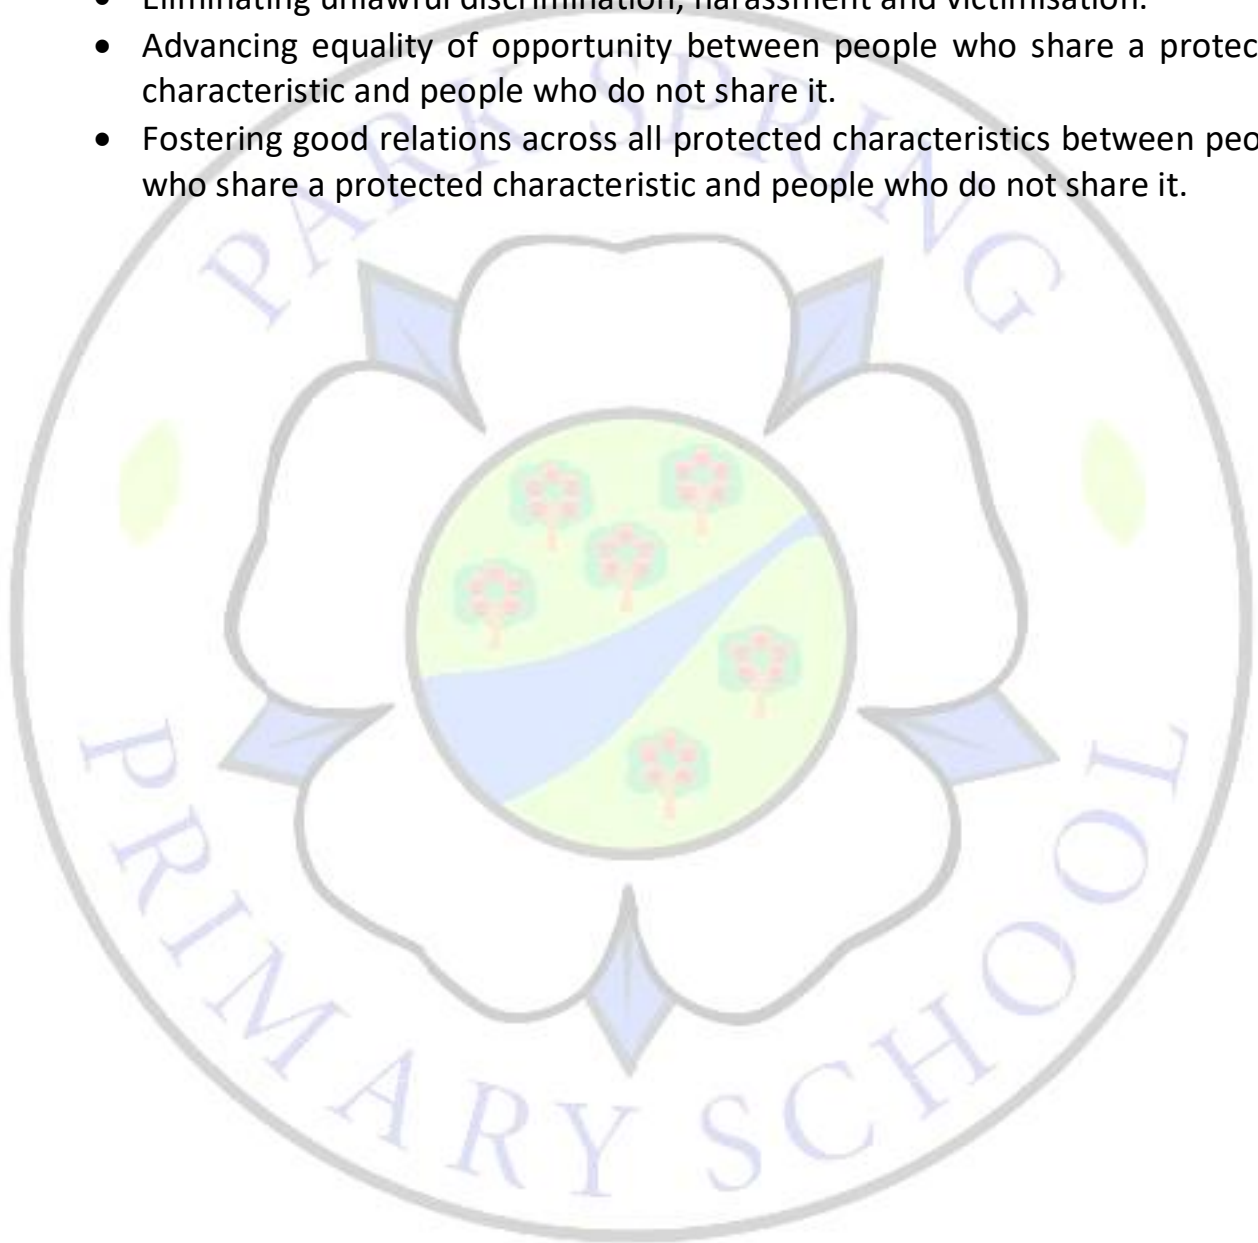 • Eliminating unlawful discrimination, harassment and victimisation.
• Advancing equality of opportunity between people who share a protec
characteristic and people who do not share it.
• Fostering good relations across all protected characteristics between peo
who share a protected characteristic and people who do not share it.
PARK SPRING
PRIMARY SCHOOL